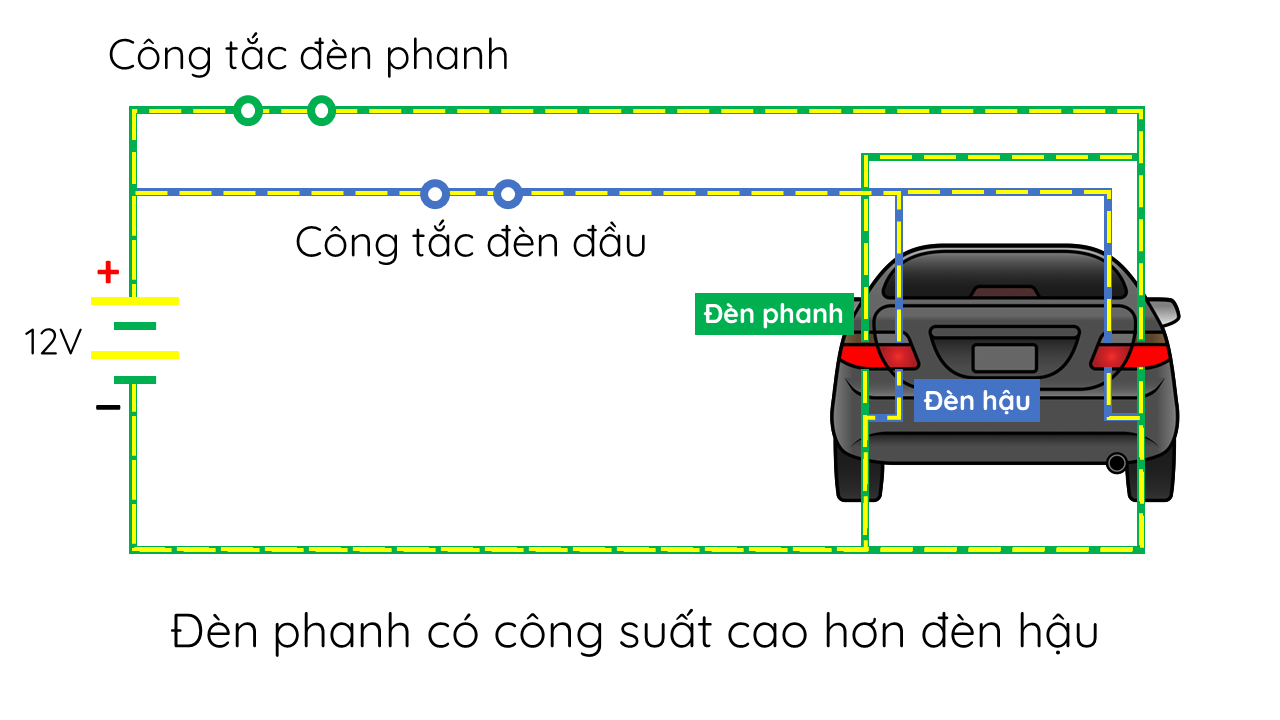 Công tắc đèn phanh
Công tắc đèn đầu
+
12V
Đèn phanh
Đèn hậu
−
Đèn phanh có công suất cao hơn đèn hậu